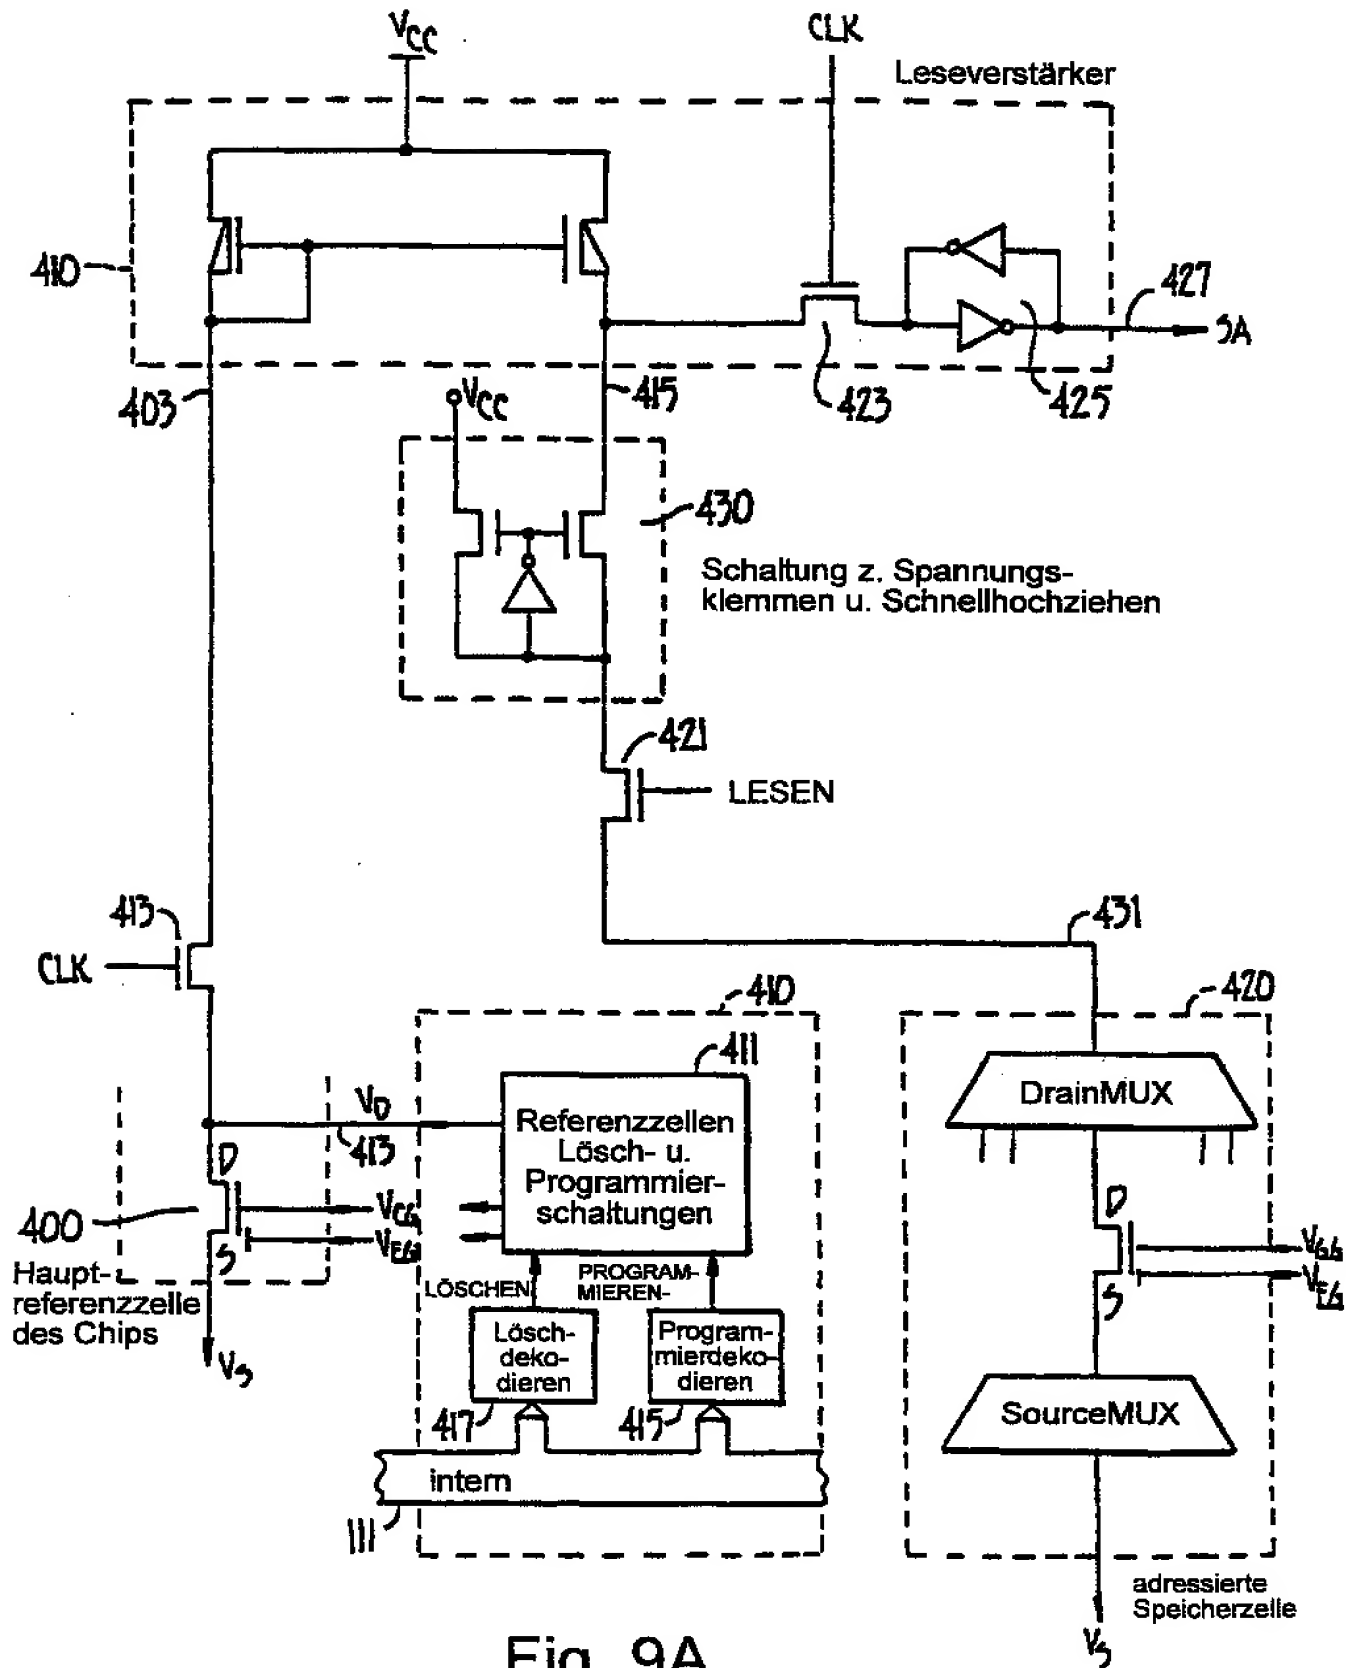 VCC
CLK
Leseverstärker
410
427
SA
403
VCC
415
423
425
430
Schaltung z. Spannungs-
klemmen u. Schnellhochziehen
421
LESEN
413
431
CLK
410
420
411
DrainMUX
VD
413
Referenzzellen
Lösch- u.
Programmier-
schaltungen
D
400
VCG
VEG
S
D
VGG
VEG
S
Haupt-
referenzzelle
des Chips
VS
LÖSCHEN
PROGRAM-
MIEREN-
Lösch-
deko-
dieren
Program-
mierdeko-
dieren
417
415
SourceMUX
intern
111
adressierte
Speicherzelle
VS
Fig. 9A